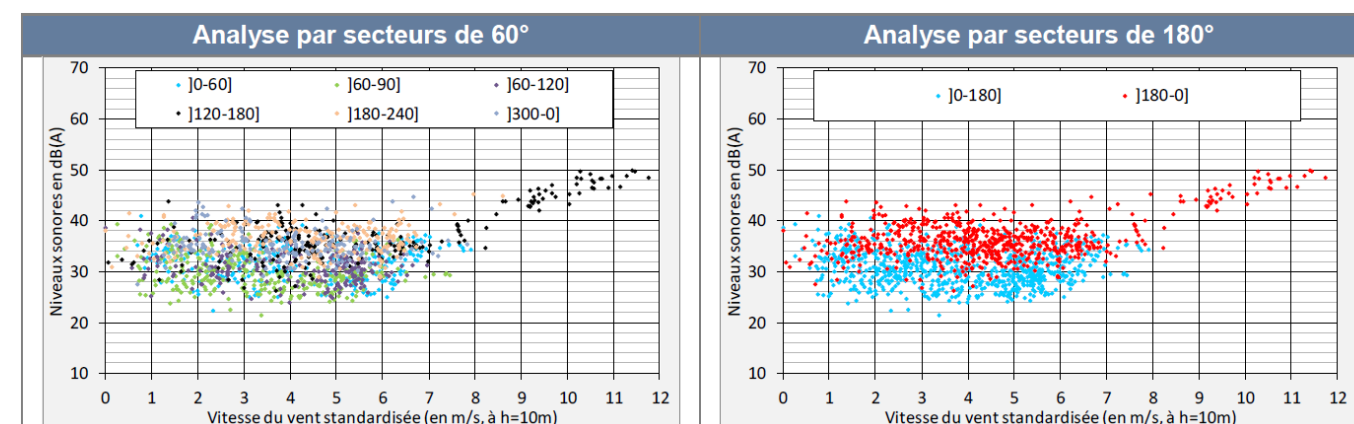 Analyse par secteurs de 60°
Analyse par secteurs de 180°
Niveaux sonores en dB(A)
70
60
50
40
30
20
10
]0-60]
]60-90]
]60-120]
]120-180]
]180-240]
]300-0]
0 1 2 3 4 5 6 7 8 9 10 11 12
Vitesse du vent standardisée (en m/s, à h=10m)
Niveaux sonores en dB(A)
70
60
50
40
30
20
10
]0-180]
]180-0]
0 1 2 3 4 5 6 7 8 9 10 11 12
Vitesse du vent standardisée (en m/s, à h=10m)